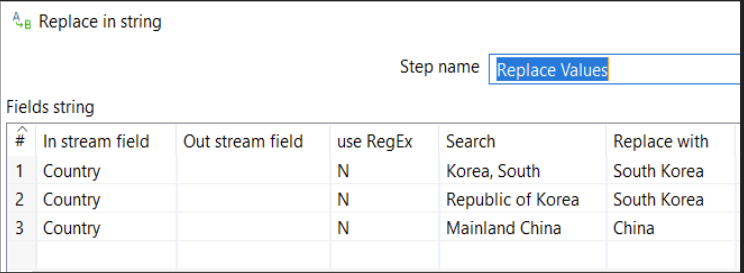 Replace in string
Step name Replace Values
Fields string
# In stream field Out stream field use RegEx Search Replace with
1 Country N Korea, South South Korea
2 Country N Republic of Korea South Korea
3 Country N Mainland China China